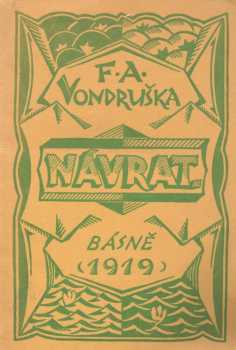 F. A.
VONDRUŠKA
NÁVRAT.
BÁSNĚ
(1919)